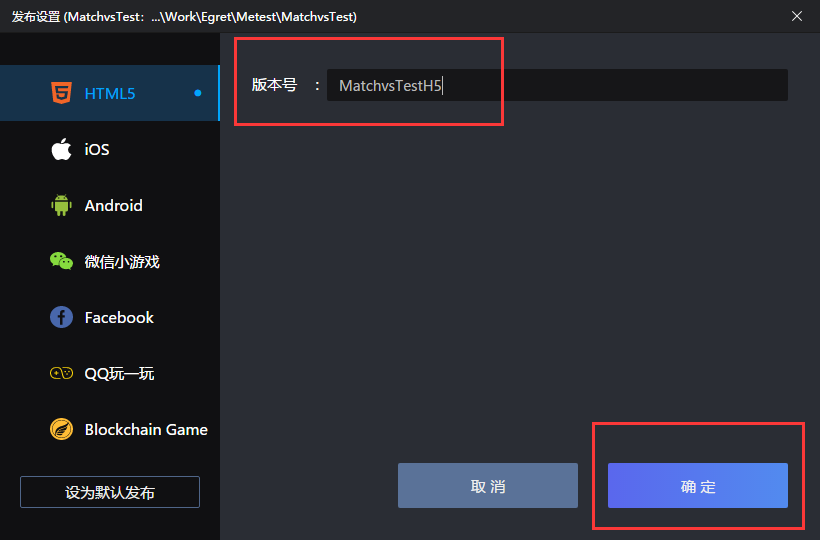 发布设置 (MatchvsTest：...\Work\Egret\Metest\MatchvsTest)
HTML5
iOS
Android
微信小游戏
Facebook
QQ玩一玩
Blockchain Game
设为默认发布
版本号 ： MatchvsTestH5
取 消
确 定